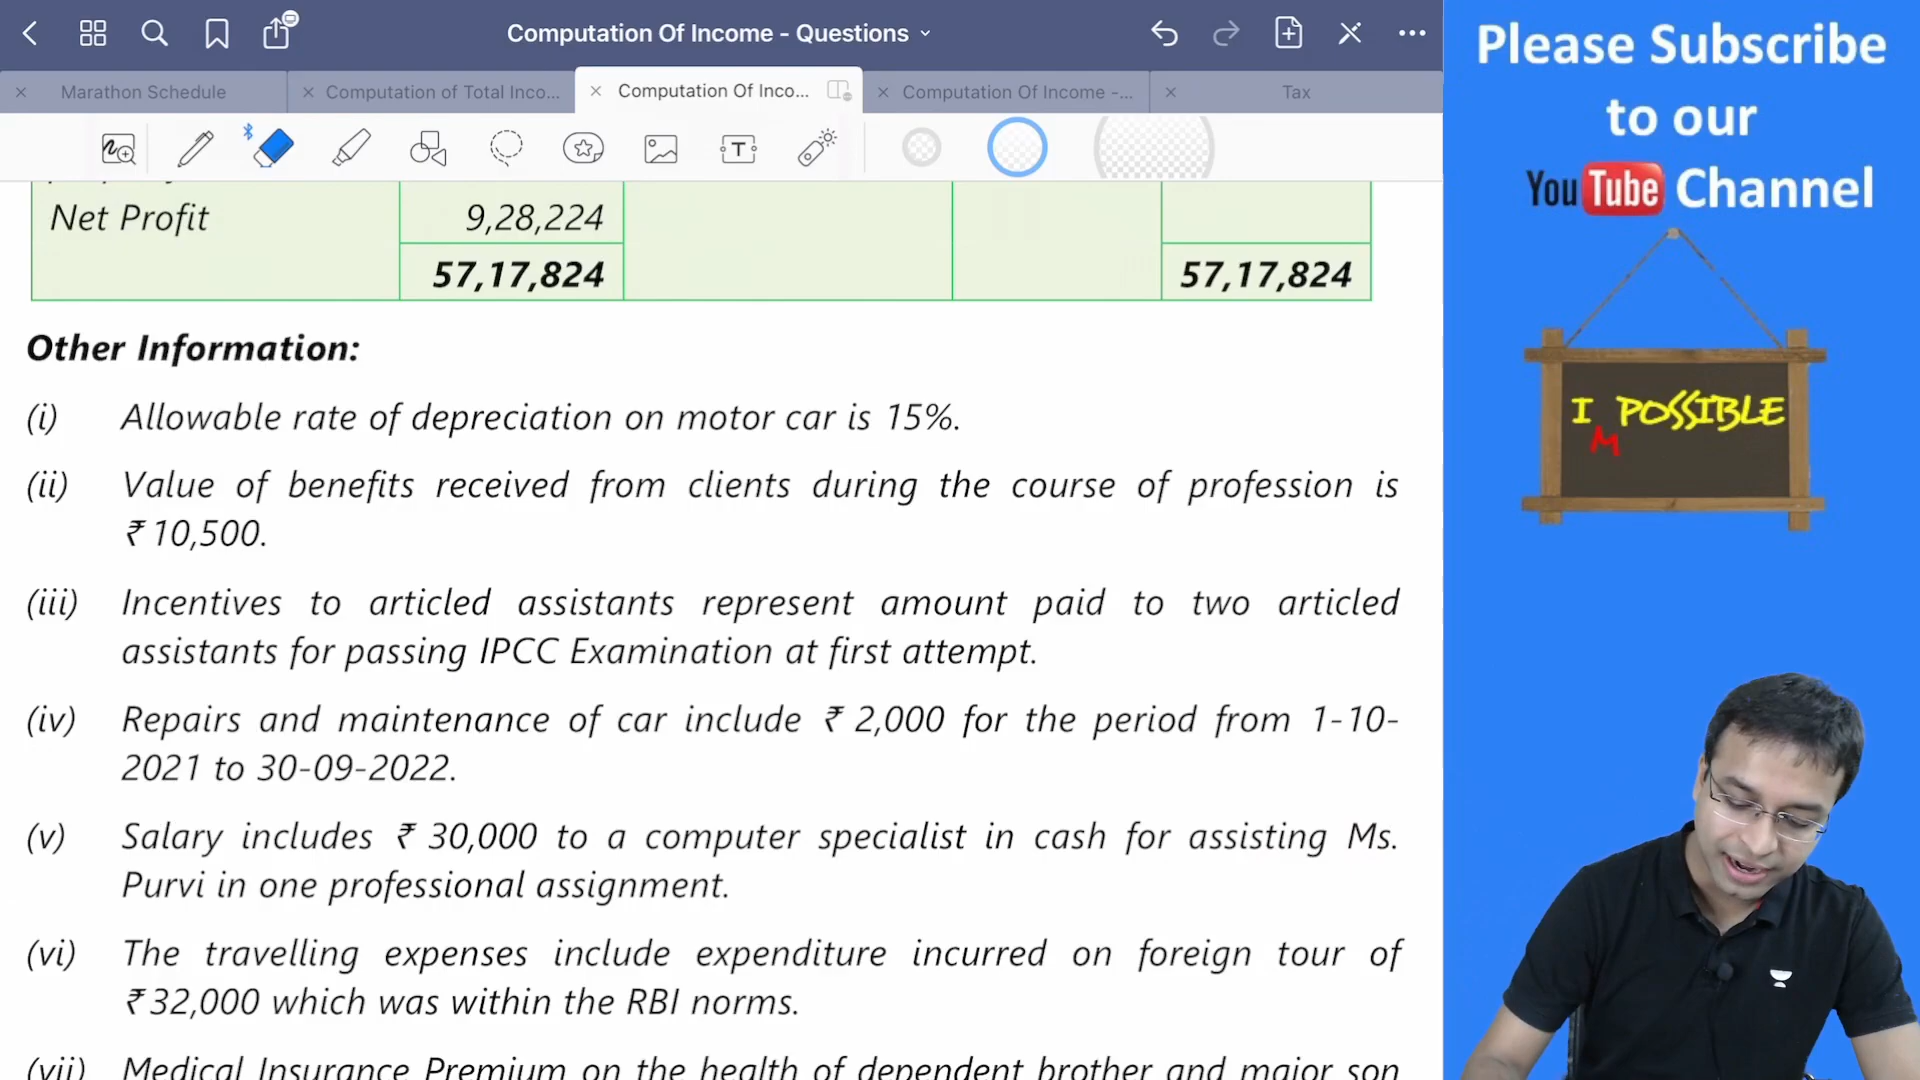 Computation Of Income - Questions
Marathon Schedule
Computation of Total Inco...
Computation Of Inco...
Computation Of Income -...
Tax
T
Net Profit 9,28,224
57,17,824 57,17,824
Other Information:
(i) Allowable rate of depreciation on motor car is 15%.
(ii) Value of benefits received from clients during the course of profession is
₹ 10,500.
(iii) Incentives to articled assistants represent amount paid to two articled
assistants for passing IPCC Examination at first attempt.
(iv) Repairs and maintenance of car include ₹ 2,000 for the period from 1-10-
2021 to 30-09-2022.
(v) Salary includes ₹ 30,000 to a computer specialist in cash for assisting Ms.
Purvi in one professional assignment.
(vi) The travelling expenses include expenditure incurred on foreign tour of
₹ 32,000 which was within the RBI norms.
(vii) Medical Insurance Premium on the health of dependent brother and major son
Please Subscribe
to our
YouTube Channel
I POSSIBLE
M